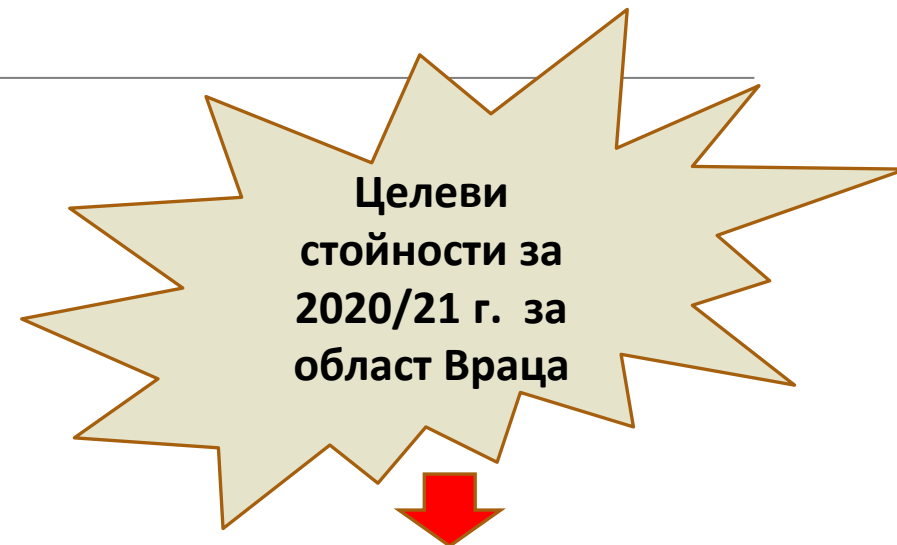 Целеви
стойности за
2020/21 г. за
област Враца